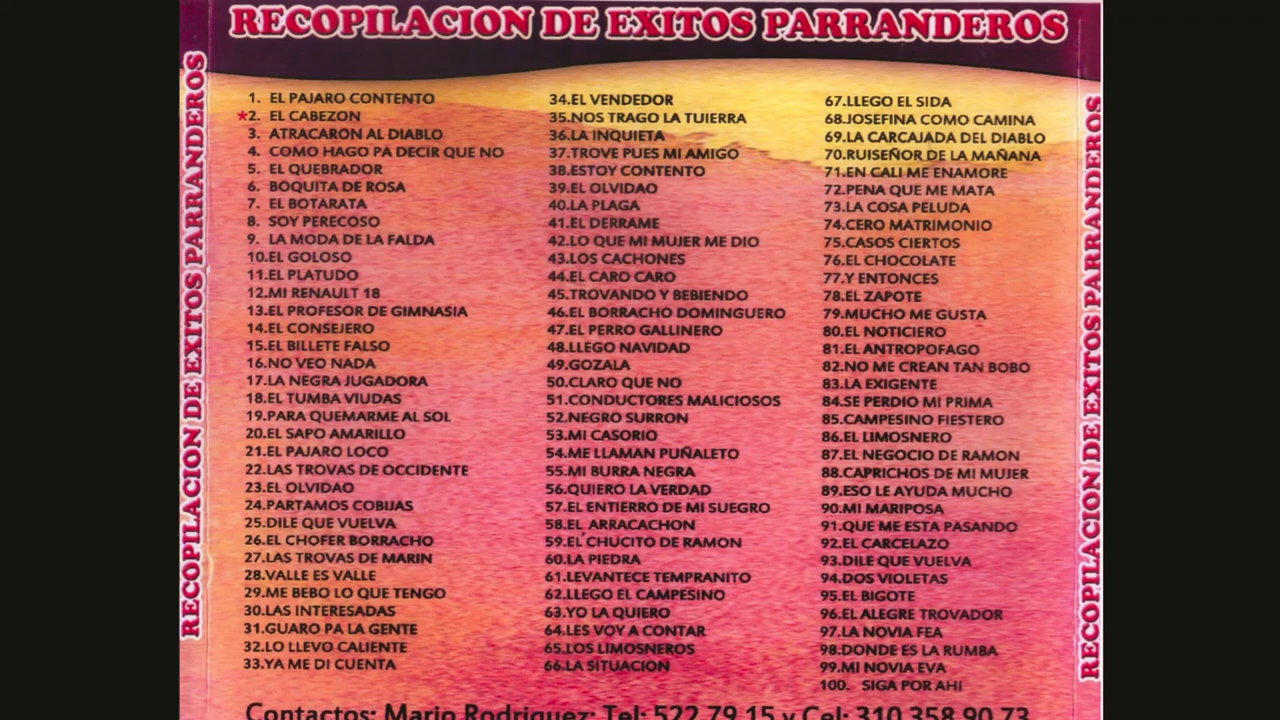 RECOPILACION DE EXITOS PARRANDEROS
RECOPILACION DE EXITOS PARRANDEROS
1. EL PAJARO CONTENTO
*2. EL CABEZON
3. ATRACARON AL DIABLO
4. COMO HAGO PA DECIR QUE NO
5. EL QUEBRADOR
6. BOQUITA DE ROSA
7. EL BOTARATA
8. SOY PERECOSO
9. LA MODA DE LA FALDA
10.EL GOLOSO
11.EL PLATUDO
12.MI RENAULT 18
13.EL PROFESOR DE GIMNASIA
14.EL CONSEJERO
15.EL BILLETE FALSO
16.NO VEO NADA
17.LA NEGRA JUGADORA
18.EL TUMBA VIUDAS
19.PARA QUEMARME AL SOL
20.EL SAPO AMARILLO
21.EL PAJARO LOCO
22.LAS TROVAS DE OCCIDENTE
23.EL OLVIDAO
24.PARTAMOS COBIJAS
25.DILE QUE VUELVA
26.EL CHOFER BORRACHO
27.LAS TROVAS DE MARIN
28.VALLE ES VALLE
29.ME BEBO LO QUE TENGO
30.LAS INTERESADAS
31.GUARO PA LA GENTE
32.LO LLEVO CALIENTE
33.YA ME DI CUENTA
34.EL VENDEDOR
35.NOS TRAGO LA TUIERRA
36.LA INQUIETA
37.TROVE PUES MI AMIGO
38.ESTOY CONTENTO
39.EL OLVIDAO
40.LA PLAGA
41.EL DERRAME
42.LO QUE MI MUJER ME DIO
43.LOS CACHONES
44.EL CARO CARO
45.TROVANDO Y BEBIENDO
46.EL BORRACHO DOMINGUERO
47.EL PERRO GALLINERO
48.LLEGO NAVIDAD
49.GOZALA
50.CLARO QUE NO
51.CONDUCTORES MALICIOSOS
52.NEGRO SURRON
53.MI CASORIO
54.ME LLAMAN PUÑALETO
55.MI BURRA NEGRA
56.QUIERO LA VERDAD
57.EL ENTIERRO DE MI SUEGRO
58.EL ARRACACHON
59.EL CHUCITO DE RAMON
60.LA PIEDRA
61.LEVANTECE TEMPRANITO
62.LLEGO EL CAMPESINO
63.YO LA QUIERO
64.LES VOY A CONTAR
65.LOS LIMOSNEROS
66.LA SITUACION
67.LLEGO EL SIDA
68.JOSEFINA COMO CAMINA
69.LA CARCAJADA DEL DIABLO
70.RUISEÑOR DE LA MAÑANA
71.EN CALI ME ENAMORE
72.PENA QUE ME MATA
73.LA COSA PELUDA
74.CERO MATRIMONIO
75.CASOS CIERTOS
76.EL CHOCOLATE
77.Y ENTONCES
78.EL ZAPOTE
79.MUCHO ME GUSTA
80.EL NOTICIERO
81.EL ANTROPOFAGO
82.NO ME CREAN TAN BOBO
83.LA EXIGENTE
84.SE PERDIO MI PRIMA
85.CAMPESINO FIESTERO
86.EL LIMOSNERO
87.EL NEGOCIO DE RAMON
88.CAPRICHOS DE MI MUJER
89.ESO LE AYUDA MUCHO
90.MI MARIPOSA
91.QUE ME ESTA PASANDO
92.EL CARCELAZO
93.DILE QUE VUELVA
94.DOS VIOLETAS
95.EL BIGOTE
96.EL ALEGRE TROVADOR
97.LA NOVIA FEA
98.DONDE ES LA RUMBA
99.MI NOVIA EVA
100. SIGA POR AHI
RECOPILACION DE EXITOS PARRANDEROS
Contactos: Mario Rodriguez: Tel: 522 79 15 y Cel: 310 358 90 73